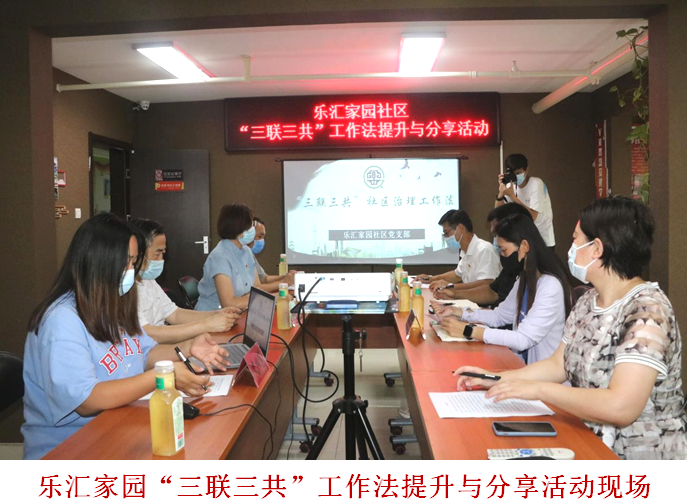 乐汇家园社区
“三联三共”工作法提升与分享活动
“三联三共”社区治理工作法
乐汇家园社区党支部
BRAX
乐汇家园“三联三共”工作法提升与分享活动现场